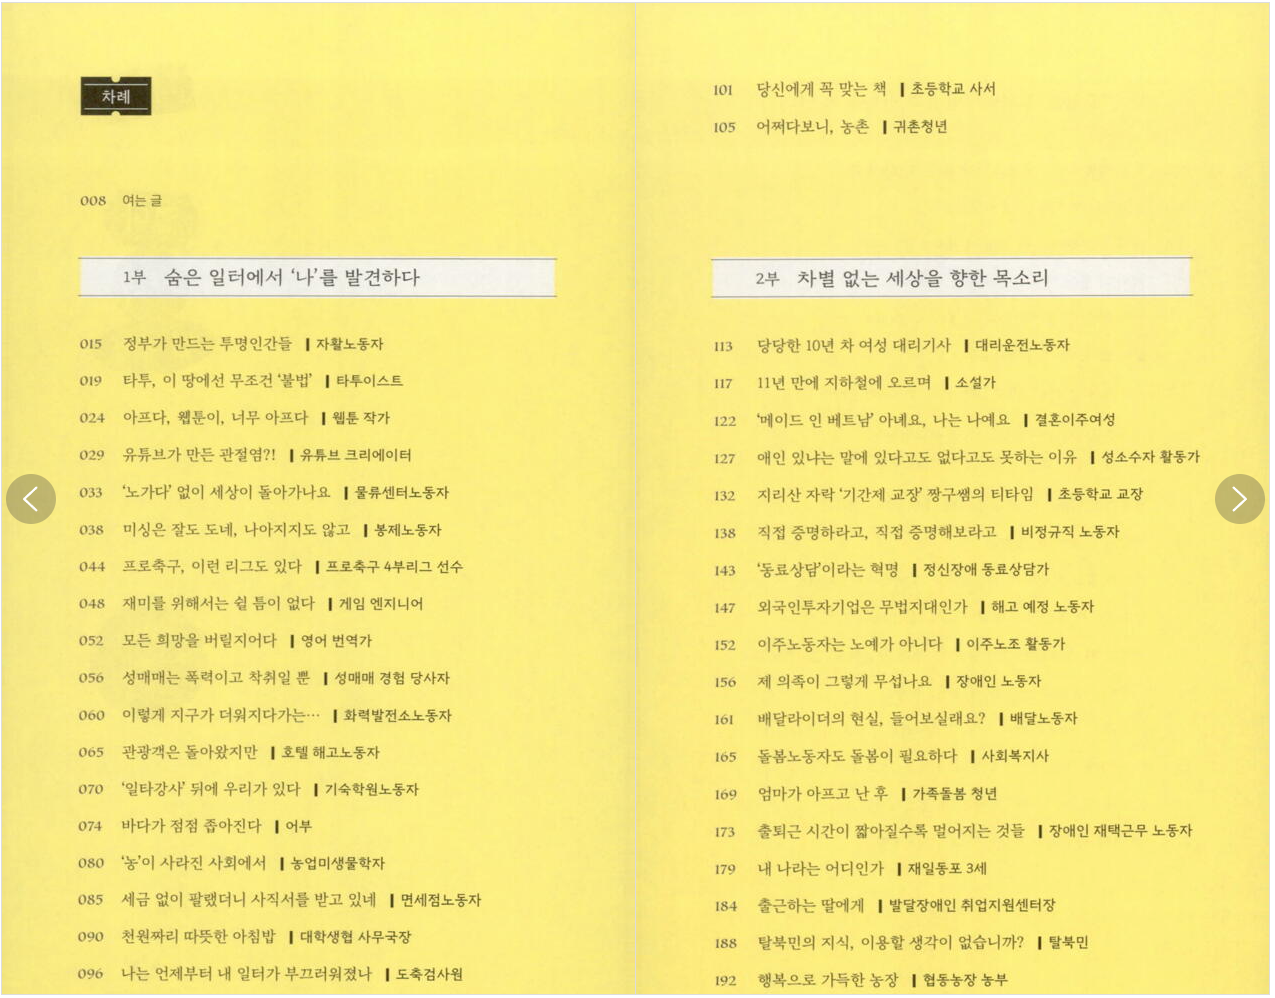 차례
008 여는 글
1부 숨은 일터에서 ‘나’를 발견하다
015 정부가 만드는 투명인간들 | 자활노동자
019 타투, 이 땅에선 무조건 ‘불법’ | 타투이스트
024 아프다, 웹툰이, 너무 아프다 | 웹툰 작가
029 유튜브가 만든 관절염?! | 유튜브 크리에이터
033 ‘노가다’ 없이 세상이 돌아가나요 | 물류센터노동자
038 미싱은 잘도 도네, 나아지지도 않고 | 봉제노동자
044 프로축구, 이런 리그도 있다 | 프로축구 4부리그 선수
048 재미를 위해서는 쉴 틈이 없다 | 게임 엔지니어
052 모든 희망을 버릴지어다 | 영어 번역가
056 성매매는 폭력이고 착취일 뿐 | 성매매 경험 당사자
060 이렇게 지구가 더워지다가는… | 화력발전소노동자
065 관광객은 돌아왔지만 | 호텔 해고노동자
070 ‘일타강사’ 뒤에 우리가 있다 | 기숙학원노동자
074 바다가 점점 좁아진다 | 어부
080 ‘농’이 사라진 사회에서 | 농업미생물학자
085 세금 없이 팔랬더니 사직서를 받고 있네 | 면세점노동자
090 천원짜리 따뜻한 아침밥 | 대학생협 사무국장
096 나는 언제부터 내 일터가 부끄러워졌나 | 도축검사원
101 당신에게 꼭 맞는 책 | 초등학교 사서
105 어쩌다보니, 농촌 | 귀촌청년
2부 차별 없는 세상을 향한 목소리
113 당당한 10년 차 여성 대리기사 | 대리운전노동자
117 11년 만에 지하철에 오르며 | 소설가
122 ‘메이드 인 베트남’ 아녜요, 나는 나예요 | 결혼이주여성
127 애인 있냐는 말에 있다고도 없다고도 못하는 이유 | 성소수자 활동가
132 지리산 자락 ‘기간제 교장’ 짱구쌤의 티타임 | 초등학교 교장
138 직접 증명하라고, 직접 증명해보라고 | 비정규직 노동자
143 ‘동료상담’이라는 혁명 | 정신장애 동료상담가
147 외국인투자기업은 무법지대인가 | 해고 예정 노동자
152 이주노동자는 노예가 아니다 | 이주노조 활동가
156 제 의족이 그렇게 무섭나요 | 장애인 노동자
161 배달라이더의 현실, 들어보실래요? | 배달노동자
165 돌봄노동자도 돌봄이 필요하다 | 사회복지사
169 엄마가 아프고 난 후 | 가족돌봄 청년
173 출퇴근 시간이 짧아질수록 멀어지는 것들 | 장애인 재택근무 노동자
179 내 나라는 어디인가 | 재일동포 3세
184 출근하는 딸에게 | 발달장애인 취업지원센터장
188 탈북민의 지식, 이용할 생각이 없습니까? | 탈북민
192 행복으로 가득한 농장 | 협동농장 농부